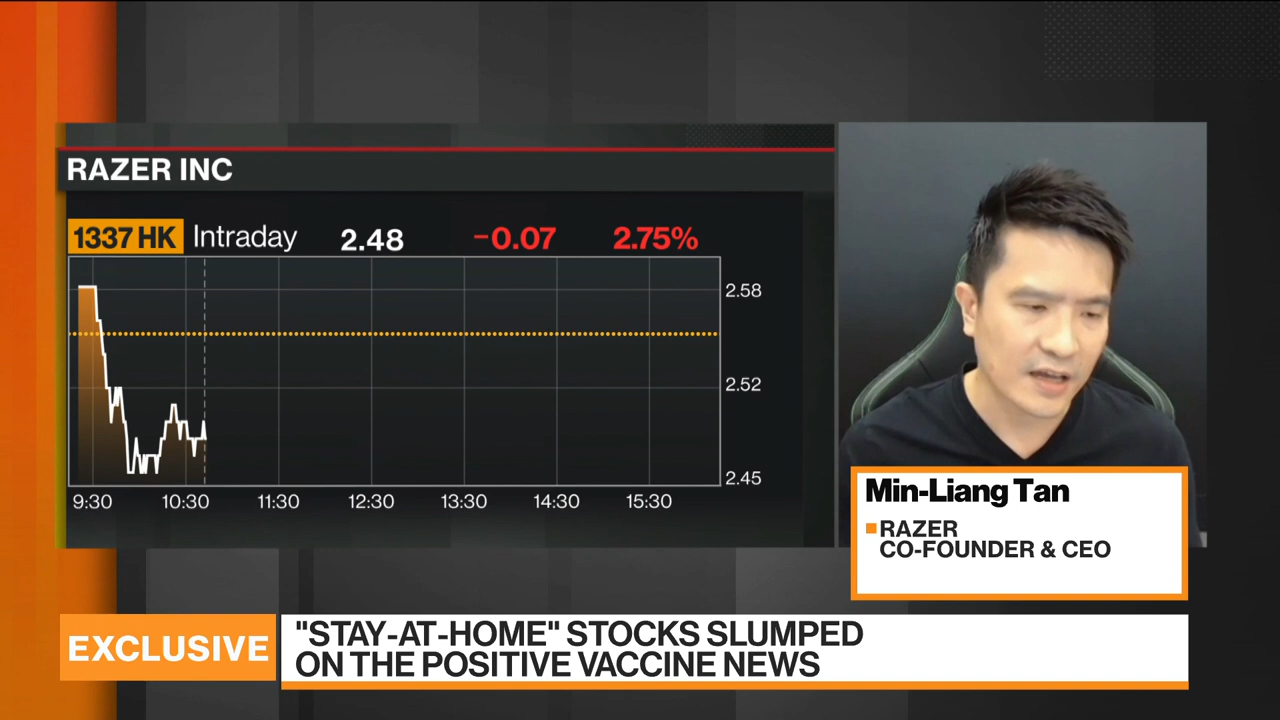 RAZER INC
1337 HK Intraday 2.48 -0.07 2.75%
2.58
2.52
2.45
9:30 10:30 11:30 12:30 13:30 14:30 15:30
Min-Liang Tan
RAZER
CO-FOUNDER & CEO
EXCLUSIVE
"STAY-AT-HOME" STOCKS SLUMPED
ON THE POSITIVE VACCINE NEWS